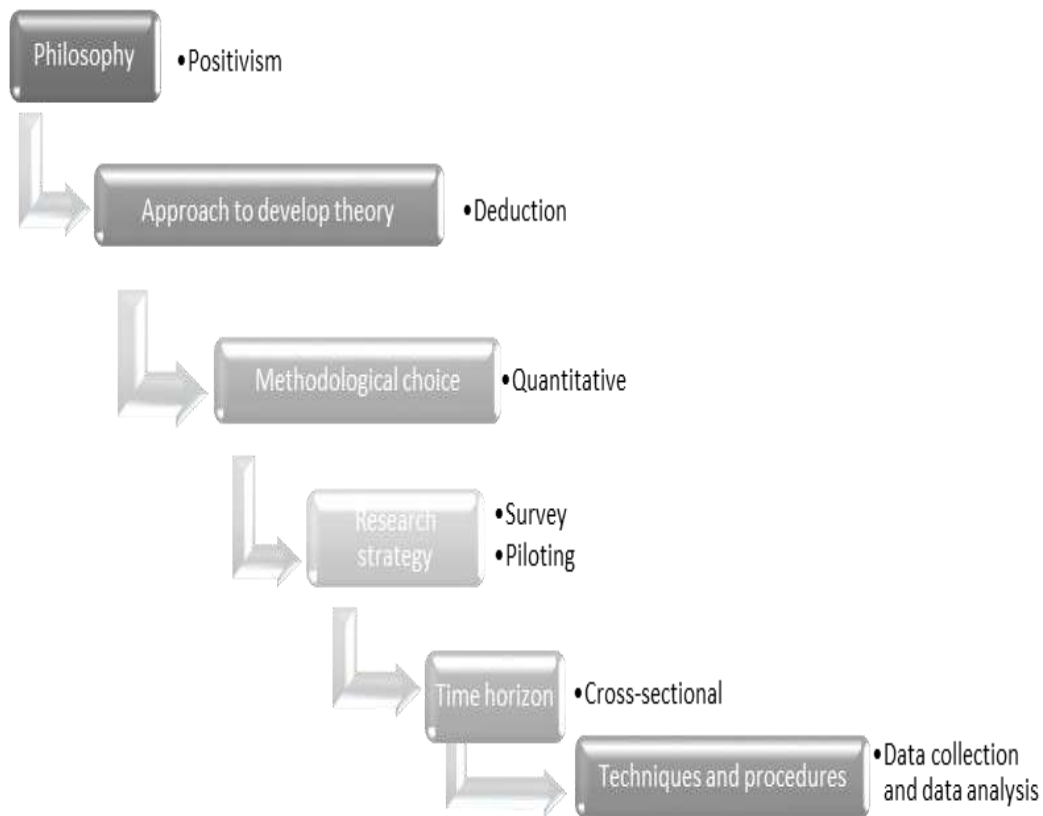 Philosophy
•Positivism
Approach to develop theory
•Deduction
Methodological choice
•Quantitative
Research
strategy
•Survey
•Piloting
Time horizon
•Cross-sectional
Techniques and procedures
•Data collection
and data analysis